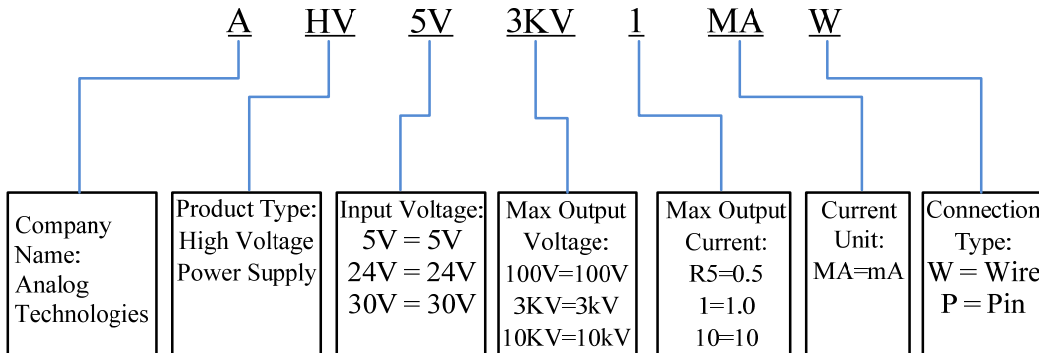 A HV 5V 3KV 1 MA W
Company
Name:
Analog
Technologies
Product Type:
High Voltage
Power Supply
Input Voltage:
5V = 5V
24V = 24V
30V = 30V
Max Output
Voltage:
100V=100V
3KV=3kV
10KV=10kV
Max Output
Current:
R5=0.5
1=1.0
10=10
Current
Unit:
MA=mA
Connection
Type:
W = Wire
P = Pin